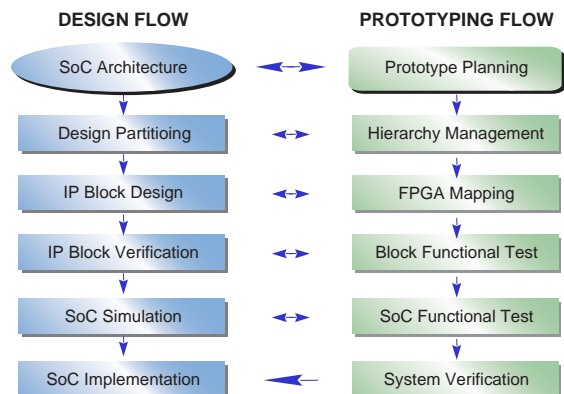 DESIGN FLOW
PROTOTYPING FLOW
SoC Architecture
Prototype Planning
Design Partitioing
Hierarchy Management
IP Block Design
FPGA Mapping
IP Block Verification
Block Functional Test
SoC Simulation
SoC Functional Test
SoC Implementation
System Verification